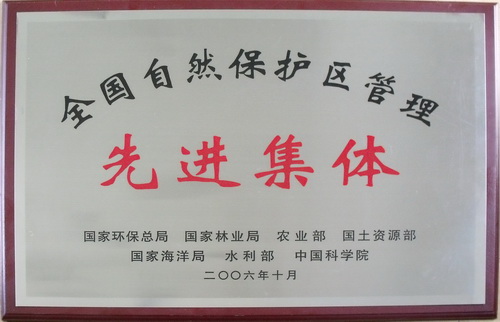 全国自然保护区管理
先进集体
国家环保总局 国家林业局 农业部 国土资源部
国家海洋局 水利部 中国科学院
二〇〇六年十月